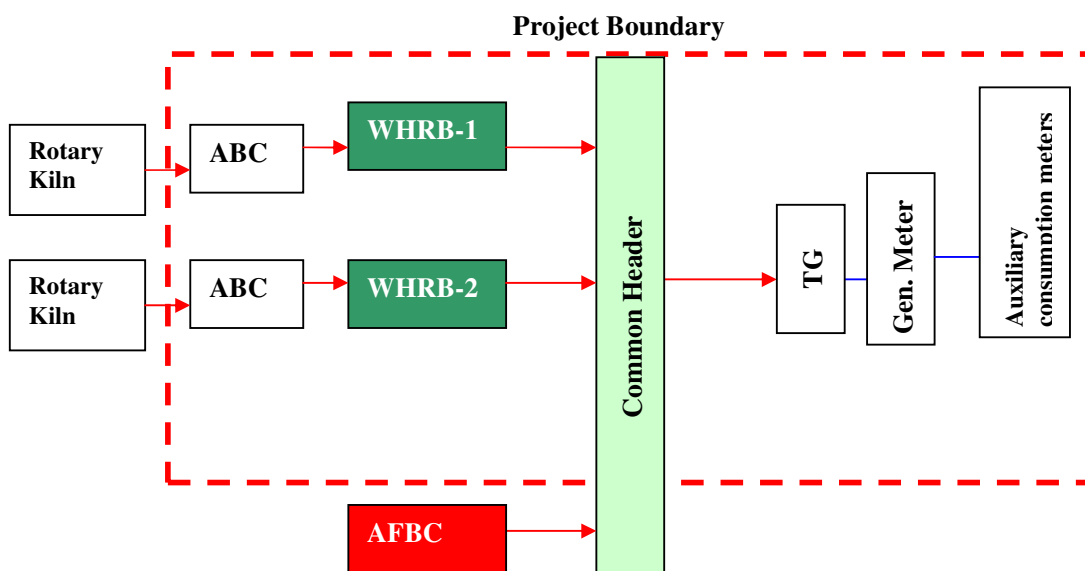 Project Boundary
Rotary
Kiln
ABC
WHRB-1
Rotary
Kiln
ABC
WHRB-2
Common Header
TG
Gen. Meter
Auxiliary
consumption meters
AFBC